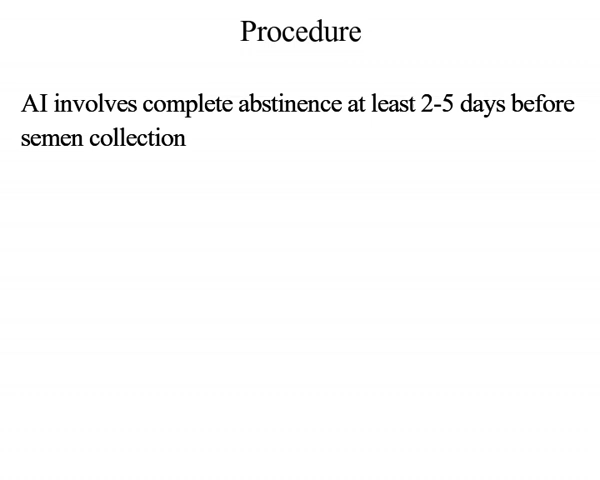 Procedure
AI involves complete abstinence at least 2-5 days before
semen collection